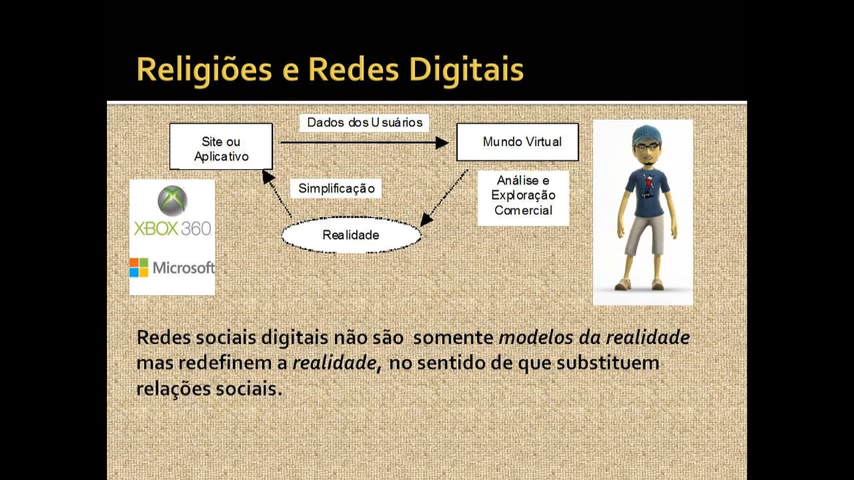 Religiões e Redes Digitais
Dados dos Usuários
Site ou
Aplicativo
Mundo Virtual
Simplificação
Análise e
Exploração
Comercial
XBOX 360
Realidade
Microsoft
Redes sociais digitais não são somente modelos da realidade
mas redefinem a realidade, no sentido de que substituem
relações sociais.